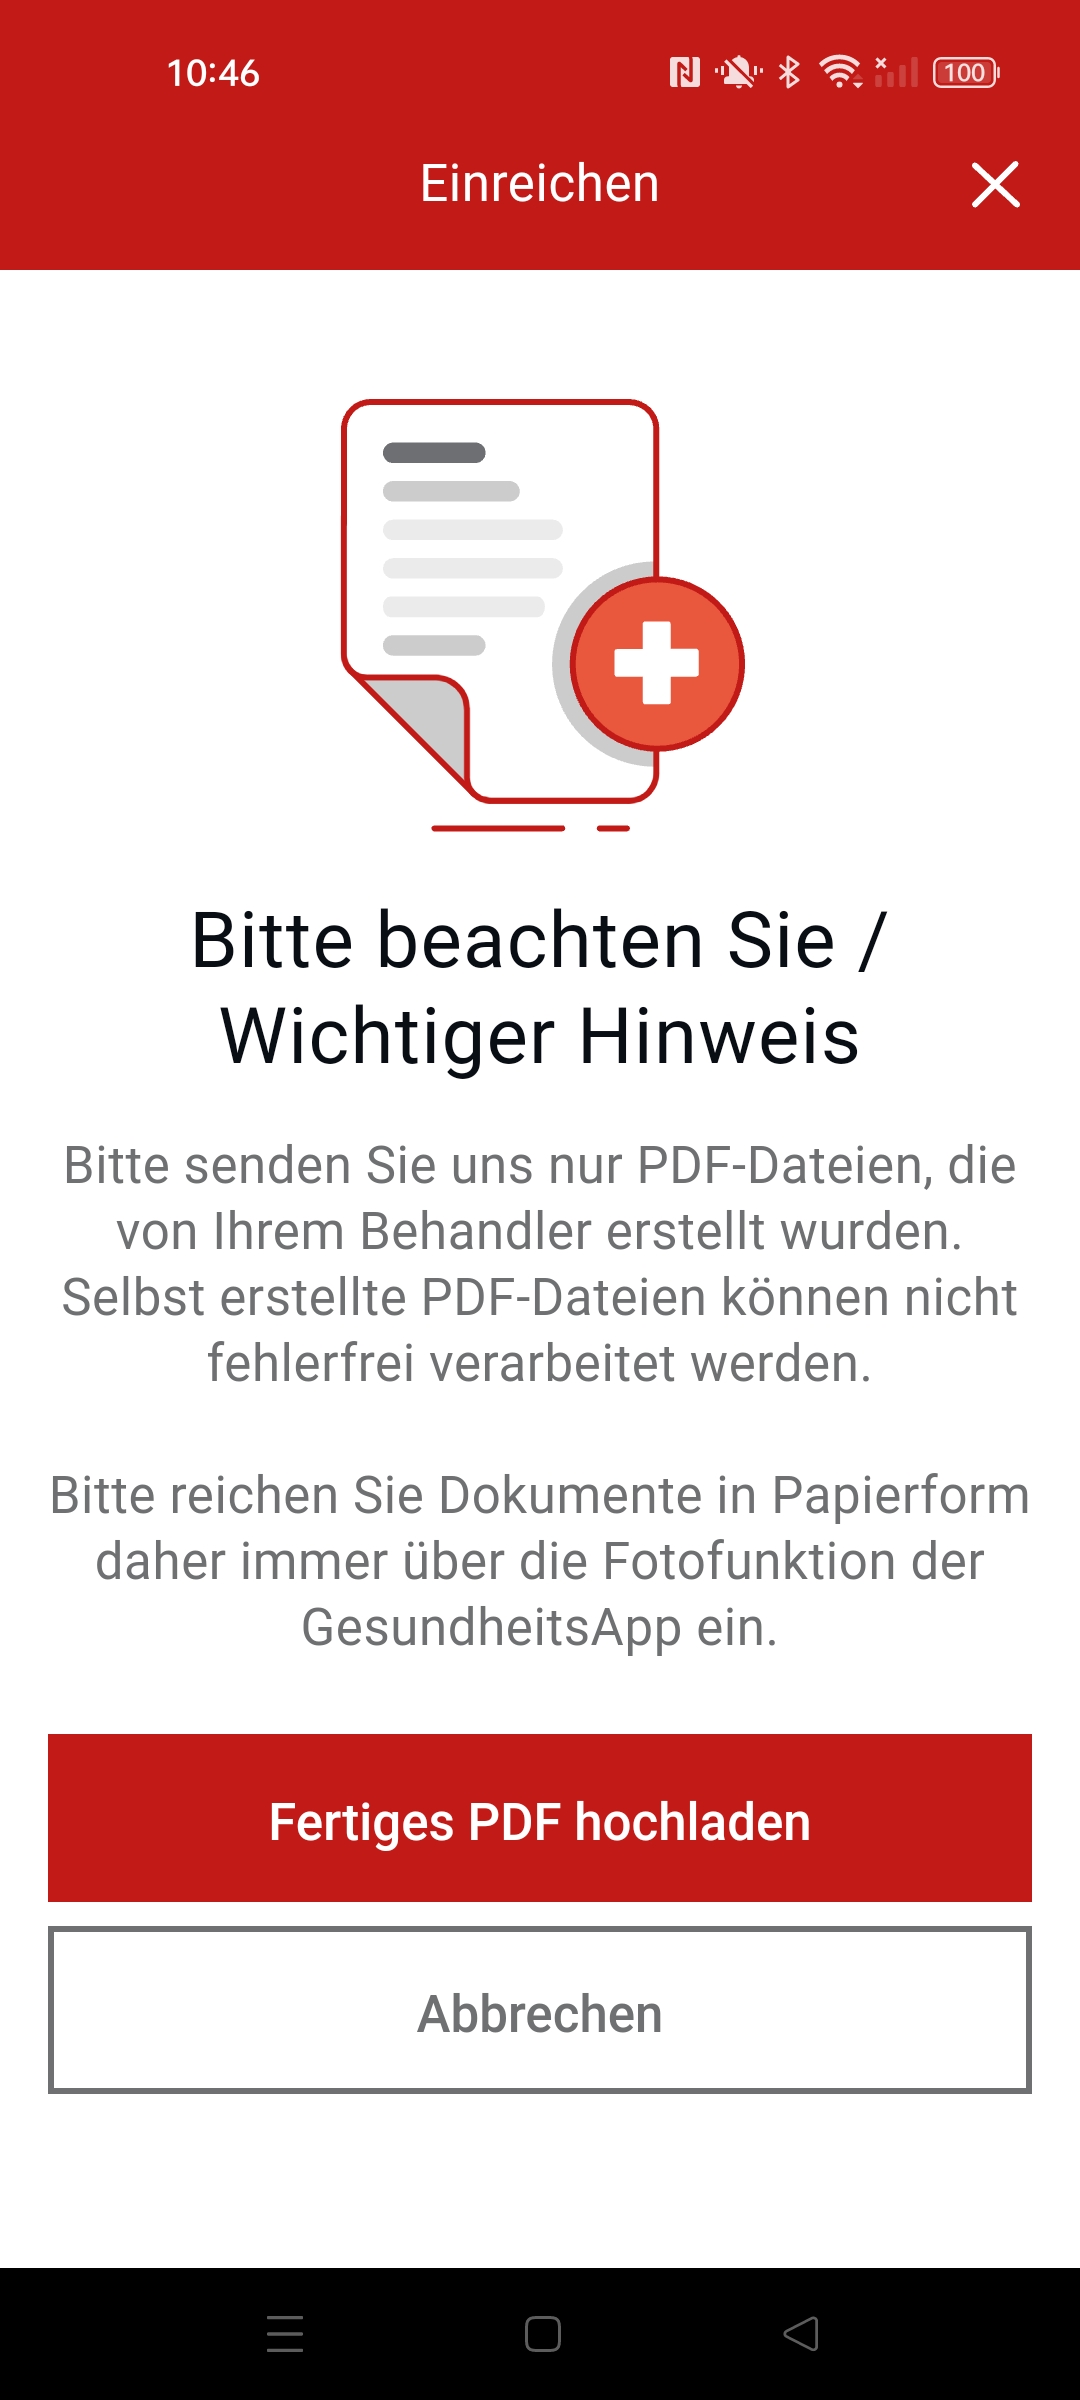 10:46
100
Einreichen
Bitte beachten Sie /
Wichtiger Hinweis
Bitte senden Sie uns nur PDF-Dateien, die
von Ihrem Behandler erstellt wurden.
Selbst erstellte PDF-Dateien können nicht
fehlerfrei verarbeitet werden.
Bitte reichen Sie Dokumente in Papierform
daher immer über die Fotofunktion der
GesundheitsApp ein.
Fertiges PDF hochladen
Abbrechen